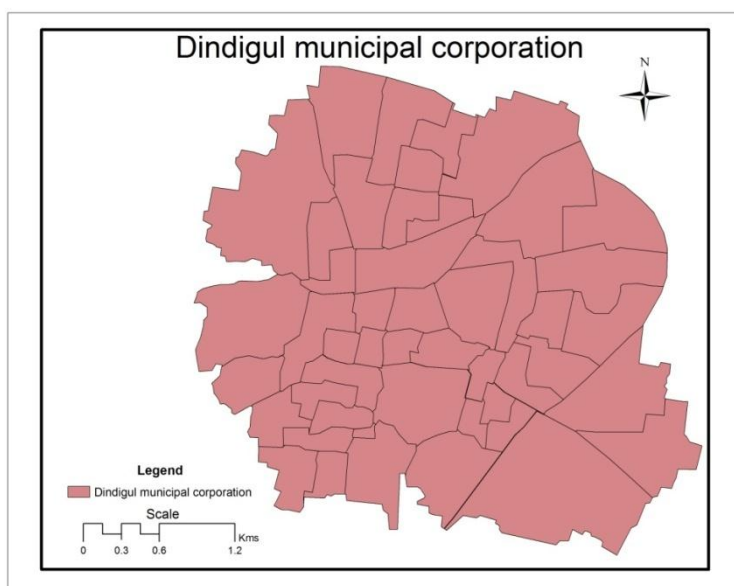 Dindigul municipal corporation
N
Legend
Dindigul municipal corporation
Scale
Kms
0 0.3 0.6 1.2